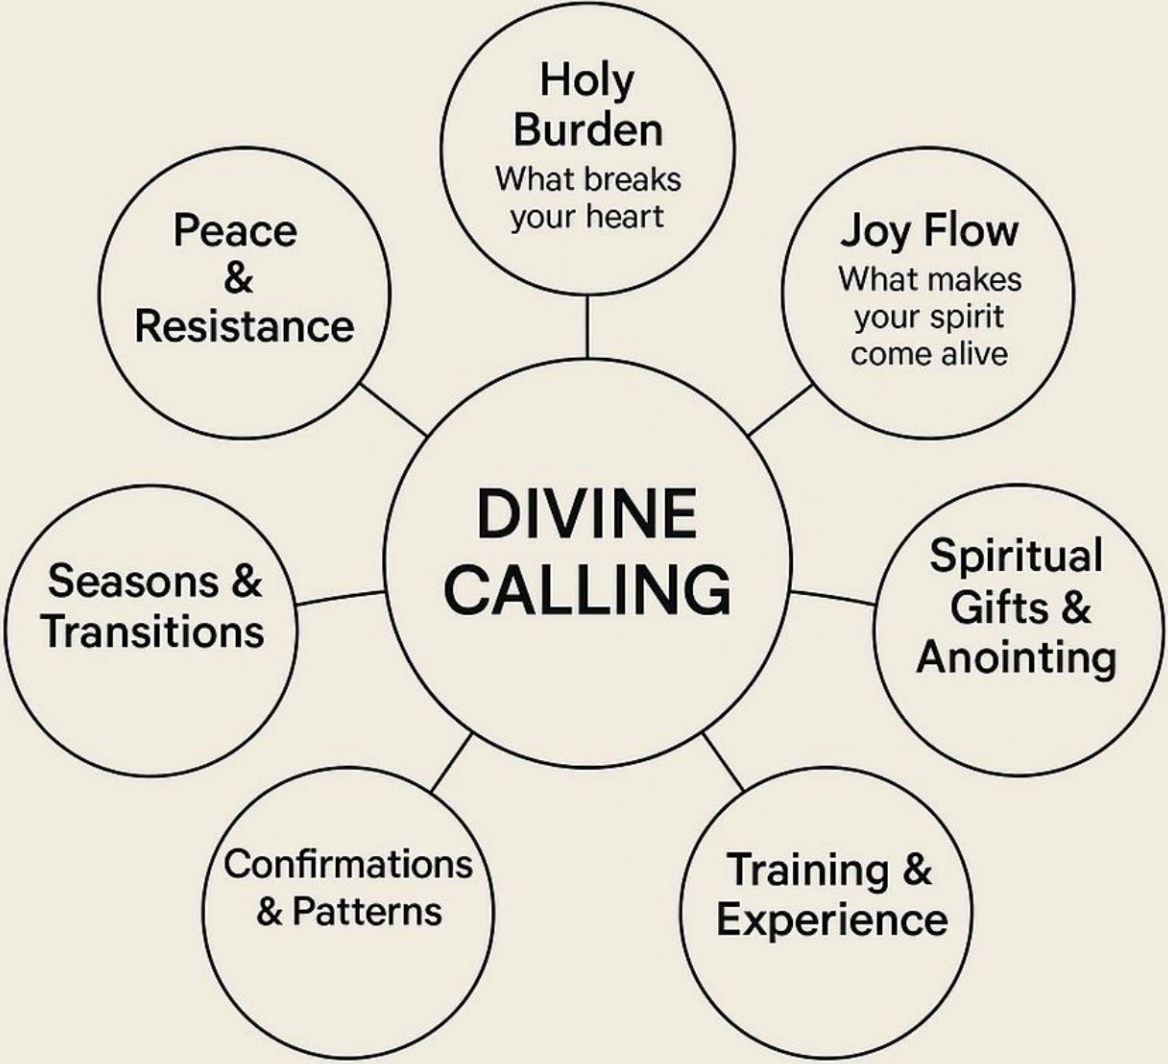 Holy
Burden
What breaks
your heart
Joy Flow
What makes
your spirit
come alive
Spiritual
Gifts &
Anointing
Training &
Experience
Confirmations
& Patterns
Seasons &
Transitions
Peace
&
Resistance
DIVINE
CALLING